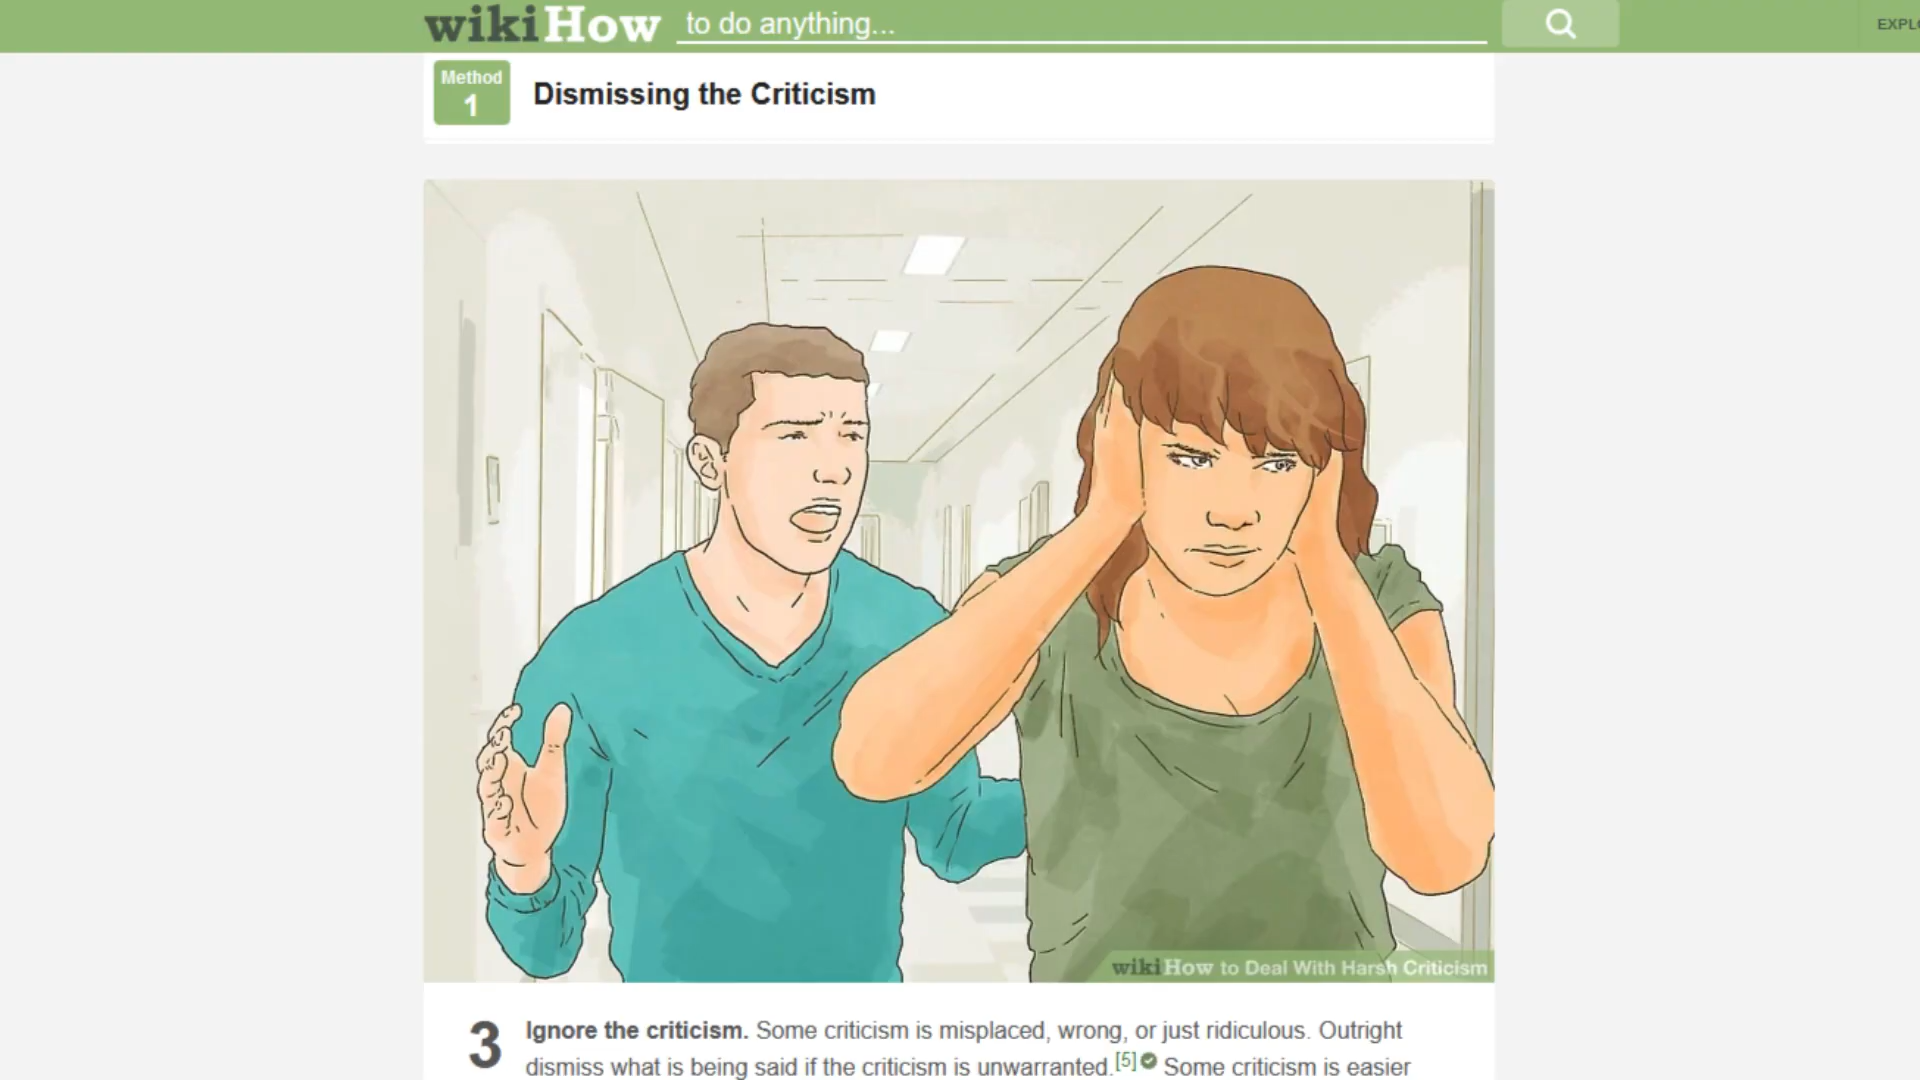 wikiHow to do anything...
EXPLO
Method
1
Dismissing the Criticism
wikiHow to Deal With Harsh Criticism
3
Ignore the criticism. Some criticism is misplaced, wrong, or just ridiculous. Outright
dismiss what is being said if the criticism is unwarranted.[5] Some criticism is easier